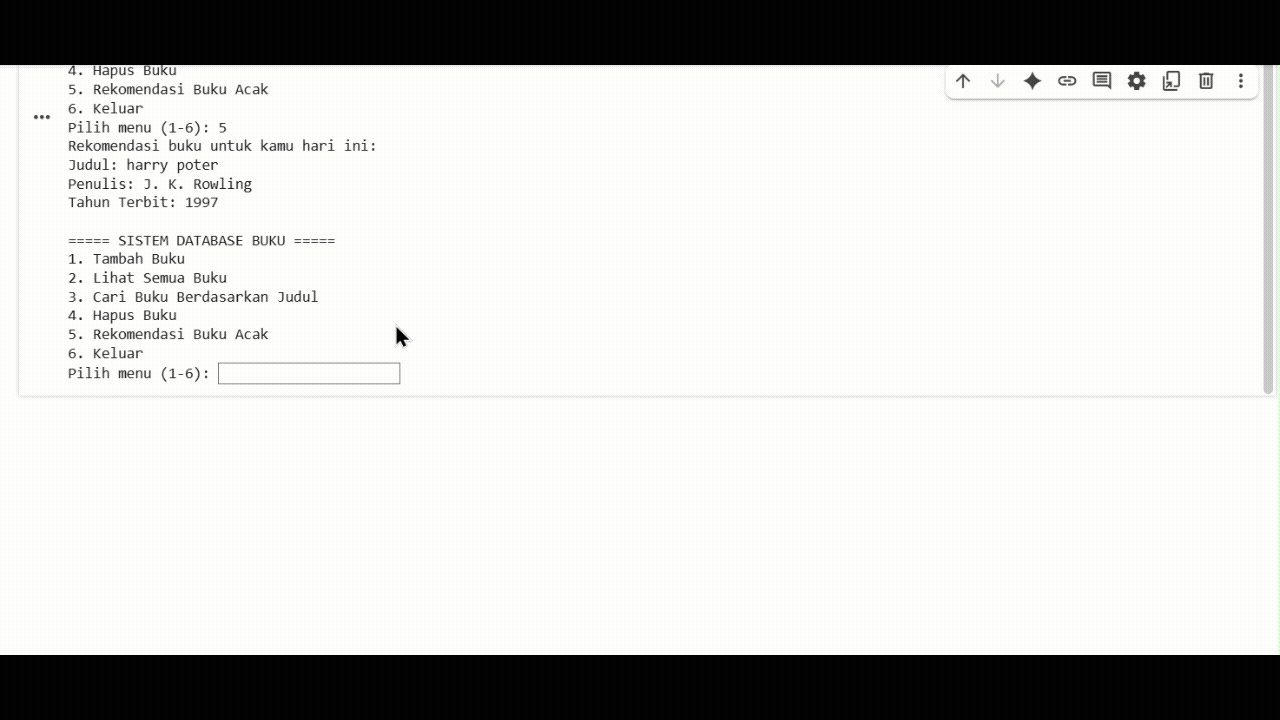 4. Hapus Buku
5. Rekomendasi Buku Acak
6. Keluar
Pilih menu (1-6): 5
Rekomendasi buku untuk kamu hari ini:
Judul: harry poter
Penulis: J. K. Rowling
Tahun Terbit: 1997
===== SISTEM DATABASE BUKU =====
1. Tambah Buku
2. Lihat Semua Buku
3. Cari Buku Berdasarkan Judul
4. Hapus Buku
5. Rekomendasi Buku Acak
6. Keluar
Pilih menu (1-6):